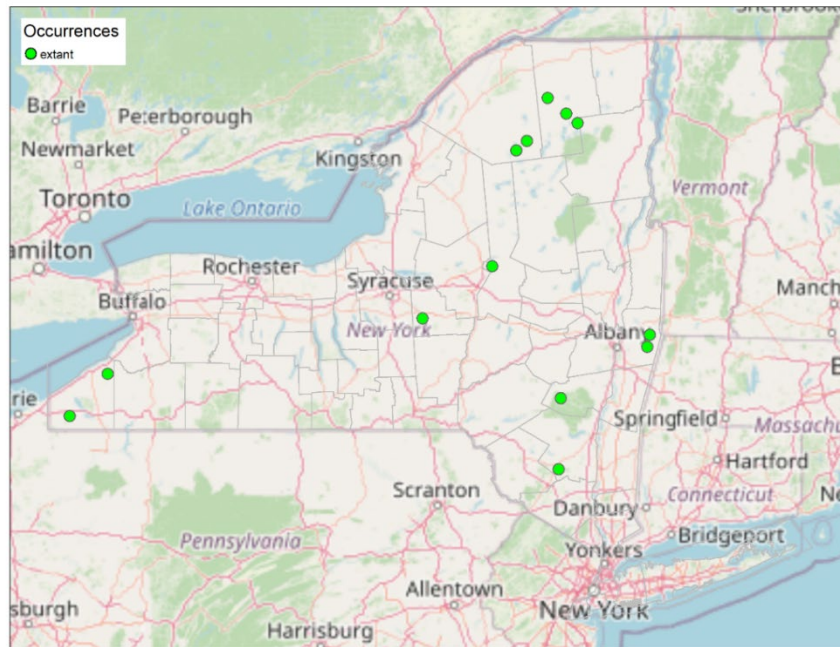 Occurrences
extant
Sherbrooke
Barrie
Peterborough
Newmarket
Kingston
Toronto
Lake Ontario
Vermont
amilton
Rochester
Syracuse
Buffalo
New York
Manch
Albany
rie
Springfield
Massachu
Hartford
Scranton
Connecticut
Danbury
Bridgeport
Pennsylvania
Yonkers
Allentown
New York
sburgh
Harrisburg